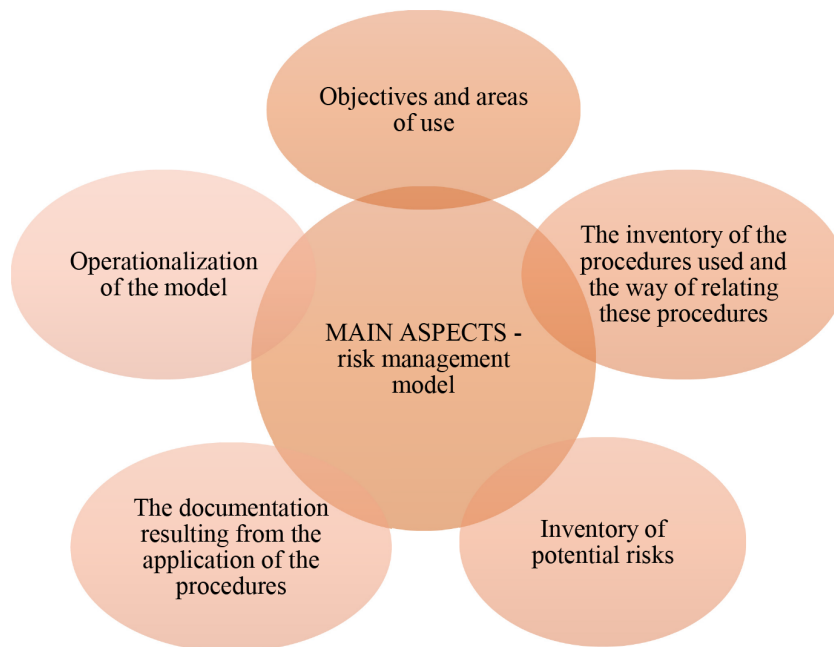 Objectives and areas
of use
The inventory of the
procedures used and
the way of relating
these procedures
Inventory of
potential risks
The documentation
resulting from the
application of the
procedures
Operationalization
of the model
MAIN ASPECTS -
risk management
model